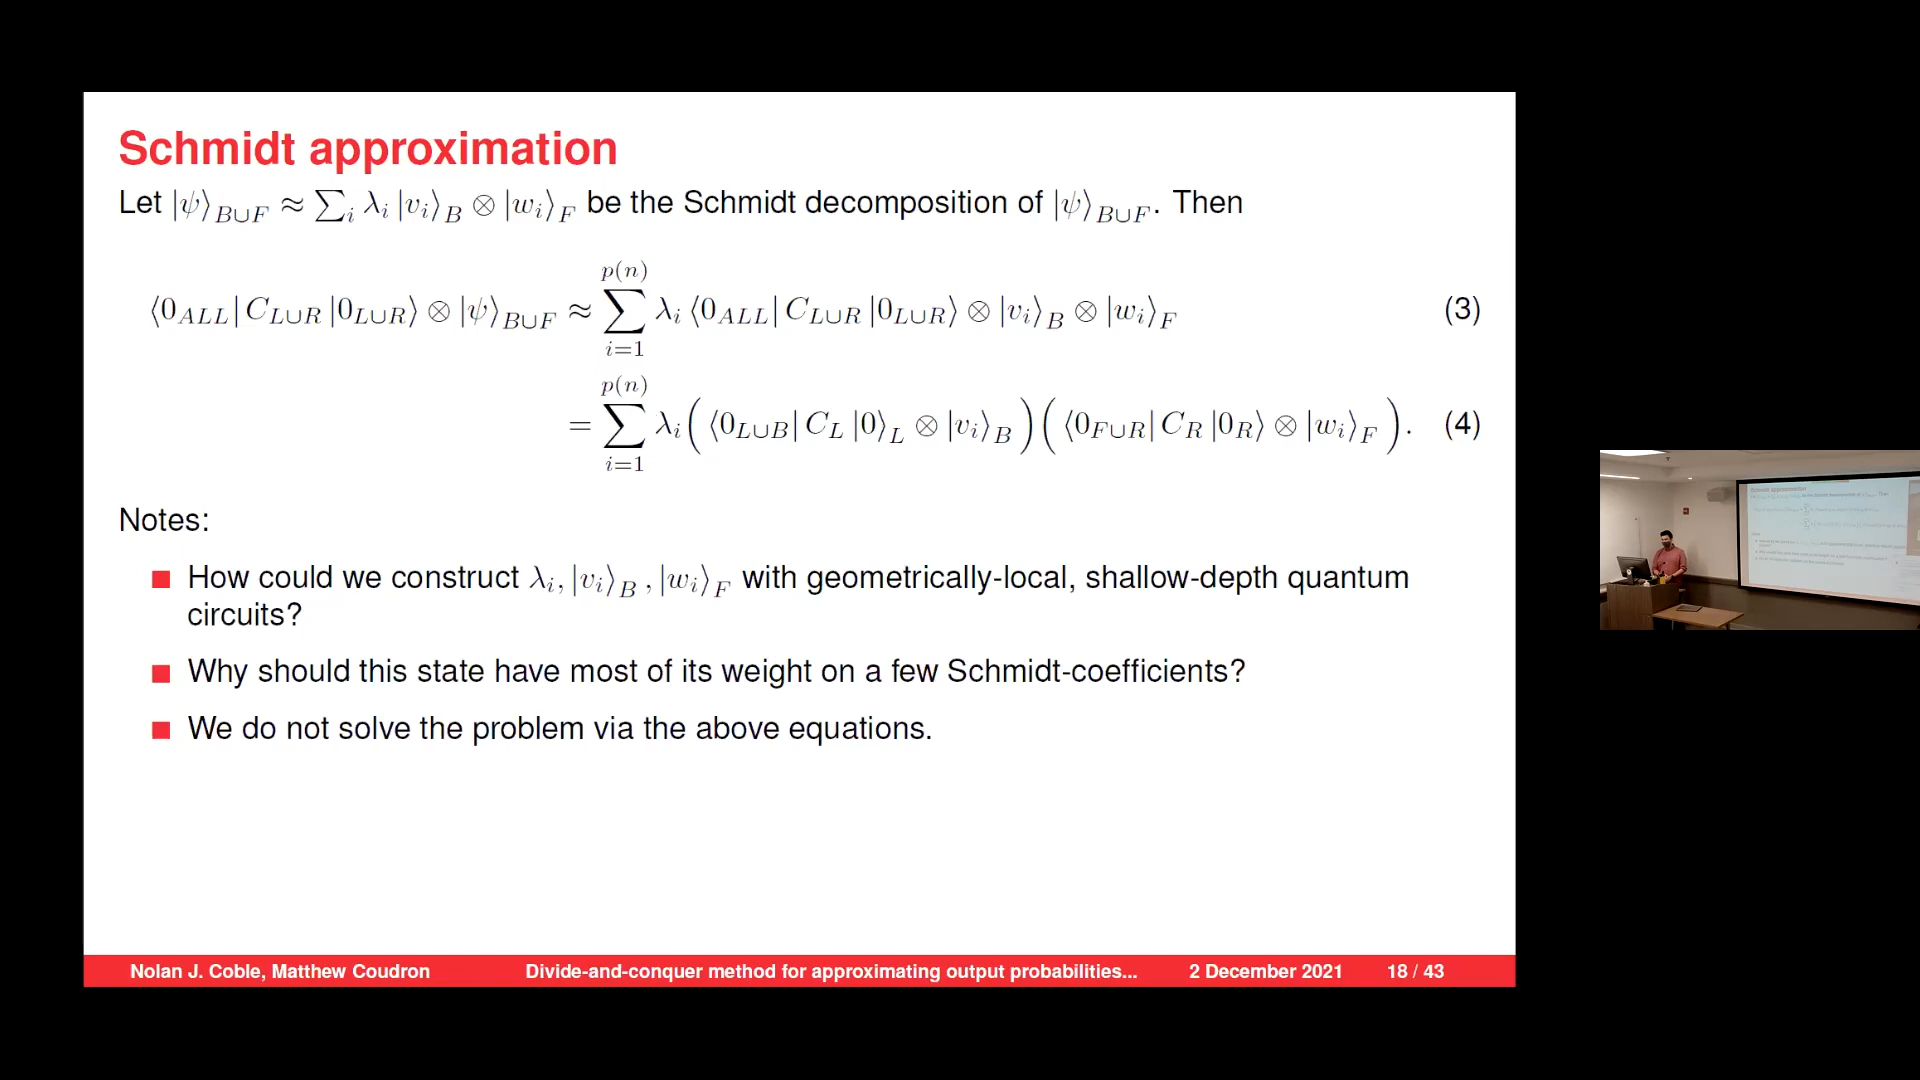 Schmidt approximation
Let |ψ⟩_{B∪F} ≈ ∑_i λ_i |v_i⟩_B ⊗ |w_i⟩_F be the Schmidt decomposition of |ψ⟩_{B∪F}. Then
⟨0_{ALL}| C_{L∪R} |0_{L∪R}⟩ ⊗ |ψ⟩_{B∪F} ≈ ∑_{i=1}^{p(n)} λ_i ⟨0_{ALL}| C_{L∪R} |0_{L∪R}⟩ ⊗ |v_i⟩_B ⊗ |w_i⟩_F (3)
= ∑_{i=1}^{p(n)} λ_i ( ⟨0_{L∪B}| C_L |0⟩_L ⊗ |v_i⟩_B ) ( ⟨0_{F∪R}| C_R |0_R⟩ ⊗ |w_i⟩_F ). (4)
Notes:
How could we construct λ_i, |v_i⟩_B, |w_i⟩_F with geometrically-local, shallow-depth quantum
circuits?
Why should this state have most of its weight on a few Schmidt-coefficients?
We do not solve the problem via the above equations.
Nolan J. Coble, Matthew Coudron Divide-and-conquer method for approximating output probabilities... 2 December 2021 18 / 43